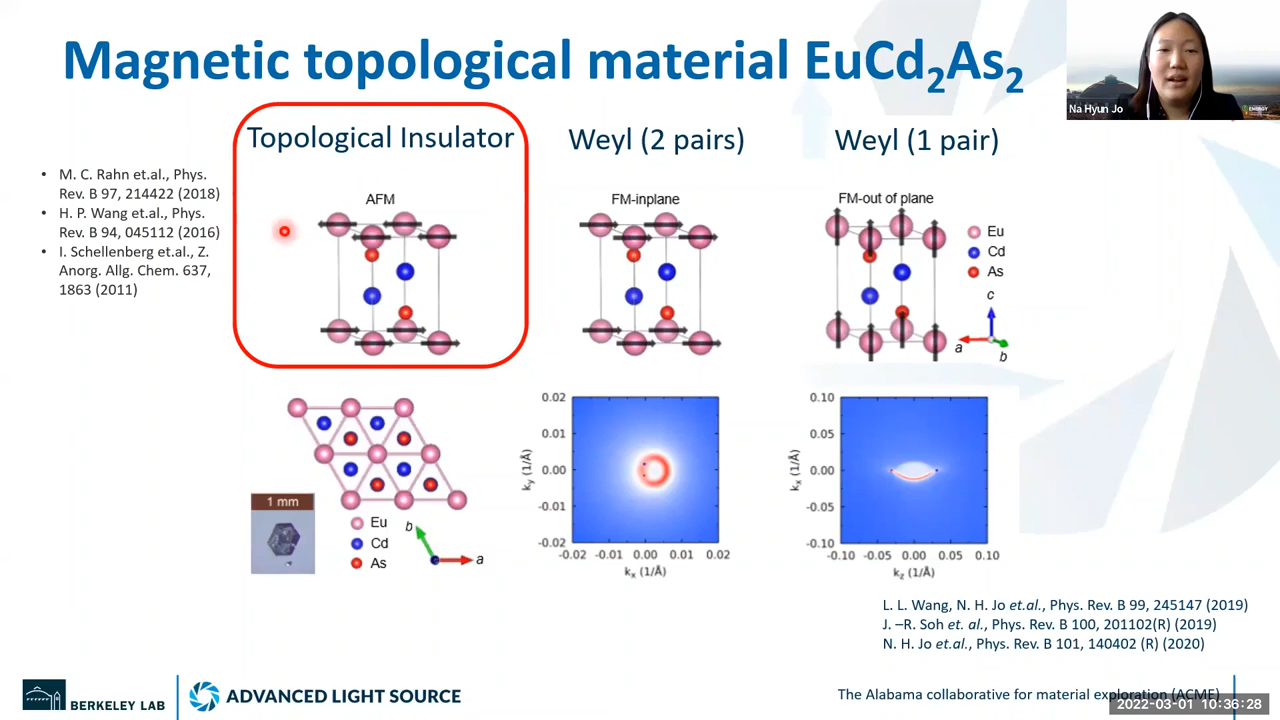 Magnetic topological material EuCd2As2
Na Hyun Jo
ENERGY
Topological Insulator
Weyl (2 pairs)
Weyl (1 pair)
• M. C. Rahn et.al., Phys.
Rev. B 97, 214422 (2018)
• H. P. Wang et.al., Phys.
Rev. B 94, 045112 (2016)
• I. Schellenberg et.al., Z.
Anorg. Allg. Chem. 637,
1863 (2011)
AFM
FM-inplane
FM-out of plane
Eu
Cd
As
c
a
b
1 mm
Eu
Cd
As
b
a
0.02
0.01
0.00
-0.01
-0.02
ky (1/Å)
-0.02 -0.01 0.00 0.01 0.02
kx (1/Å)
0.10
0.05
0.00
-0.05
-0.10
kx (1/Å)
-0.10 -0.05 0.00 0.05 0.10
kz (1/Å)
L. L. Wang, N. H. Jo et.al., Phys. Rev. B 99, 245147 (2019)
J. –R. Soh et. al., Phys. Rev. B 100, 201102(R) (2019)
N. H. Jo et.al., Phys. Rev. B 101, 140402 (R) (2020)
BERKELEY LAB
ADVANCED LIGHT SOURCE
The Alabama collaborative for material exploration (ACME)
2022-03-01 10:36:28